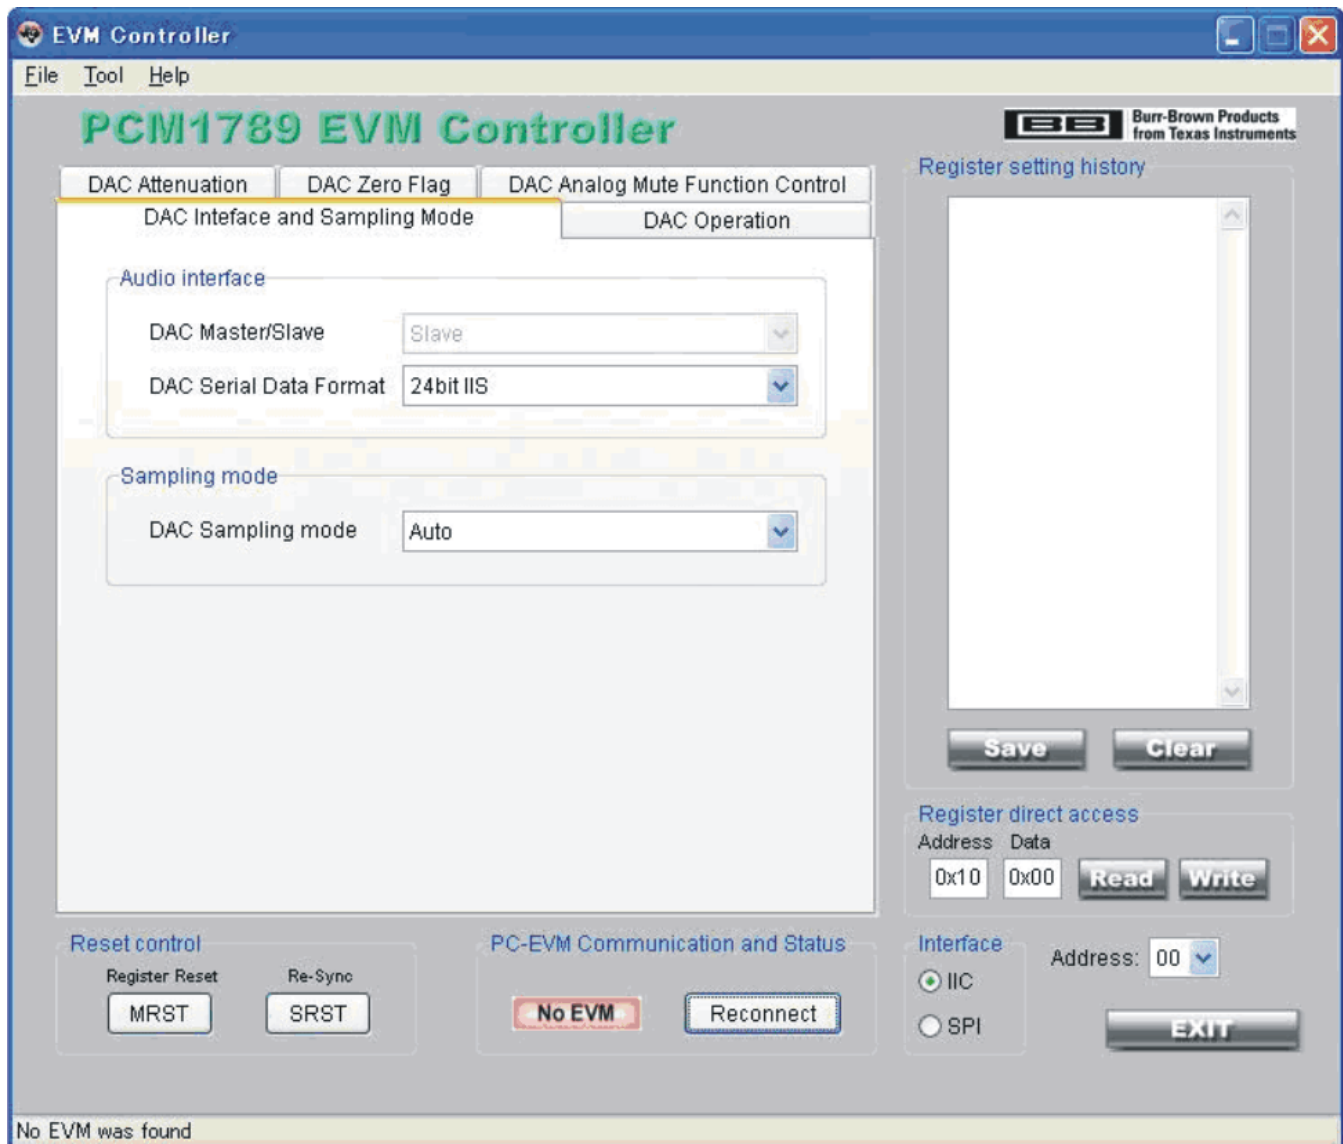 EVM Controller
File Tool Help
PCM1789 EVM Controller
BB Burr-Brown Products
from Texas Instruments
DAC Attenuation DAC Zero Flag DAC Analog Mute Function Control
DAC Inteface and Sampling Mode DAC Operation
Audio interface
DAC Master/Slave Slave
DAC Serial Data Format 24bit IIS
Sampling mode
DAC Sampling mode Auto
Register setting history
Save Clear
Register direct access
Address Data
0x10 0x00 Read Write
Reset control
Register Reset Re-Sync
MRST SRST
PC-EVM Communication and Status
No EVM Reconnect
Interface
IIC
SPI
Address: 00
EXIT
No EVM was found